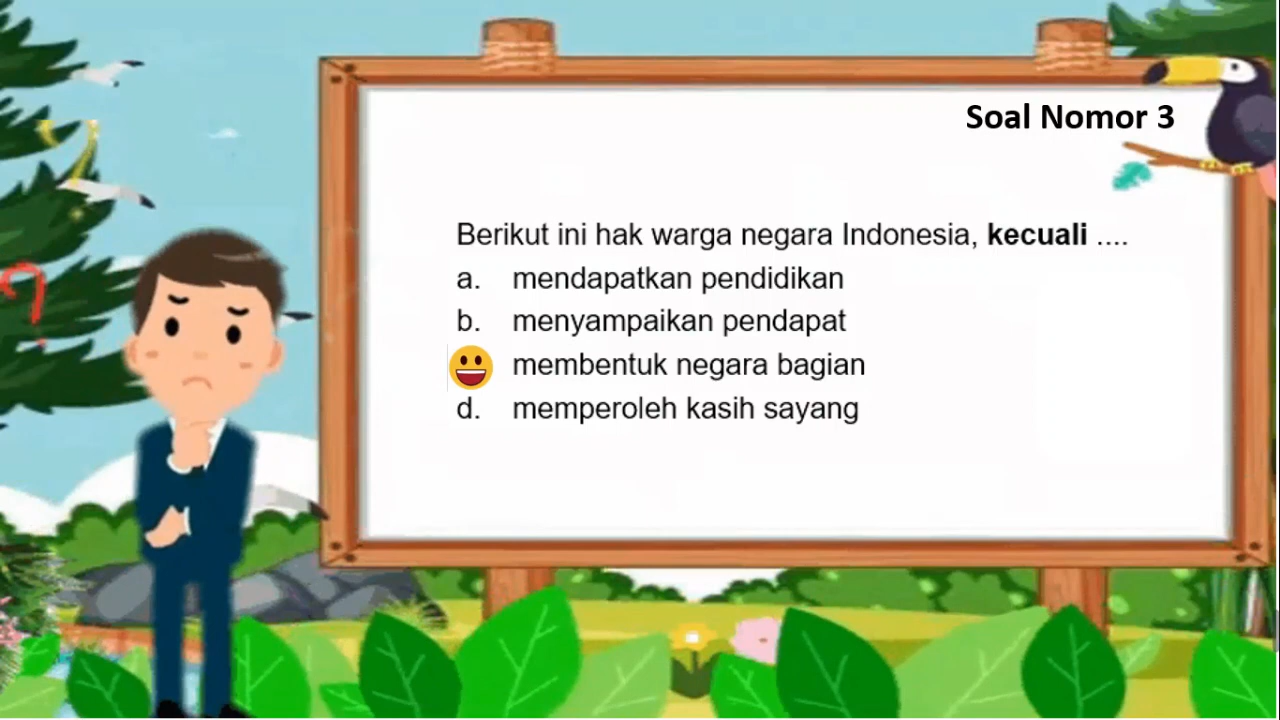 Soal Nomor 3
Berikut ini hak warga negara Indonesia, kecuali ....
a. mendapatkan pendidikan
b. menyampaikan pendapat
membentuk negara bagian
d. memperoleh kasih sayang
?